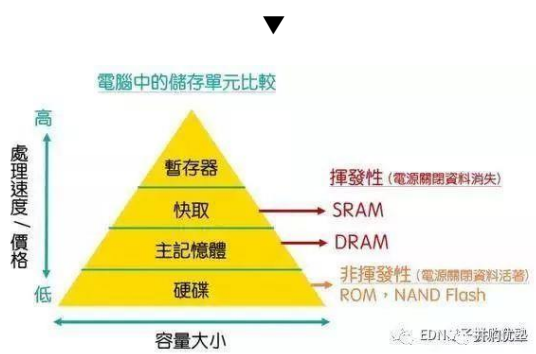 ▼
電腦中的儲存單元比較
高
處理速度/價格
低
暫存器
快取
主記憶體
硬碟
揮發性(電源關閉資料消失)
SRAM
DRAM
非揮發性(電源關閉資料活著)
ROM,NAND Flash
容量大小